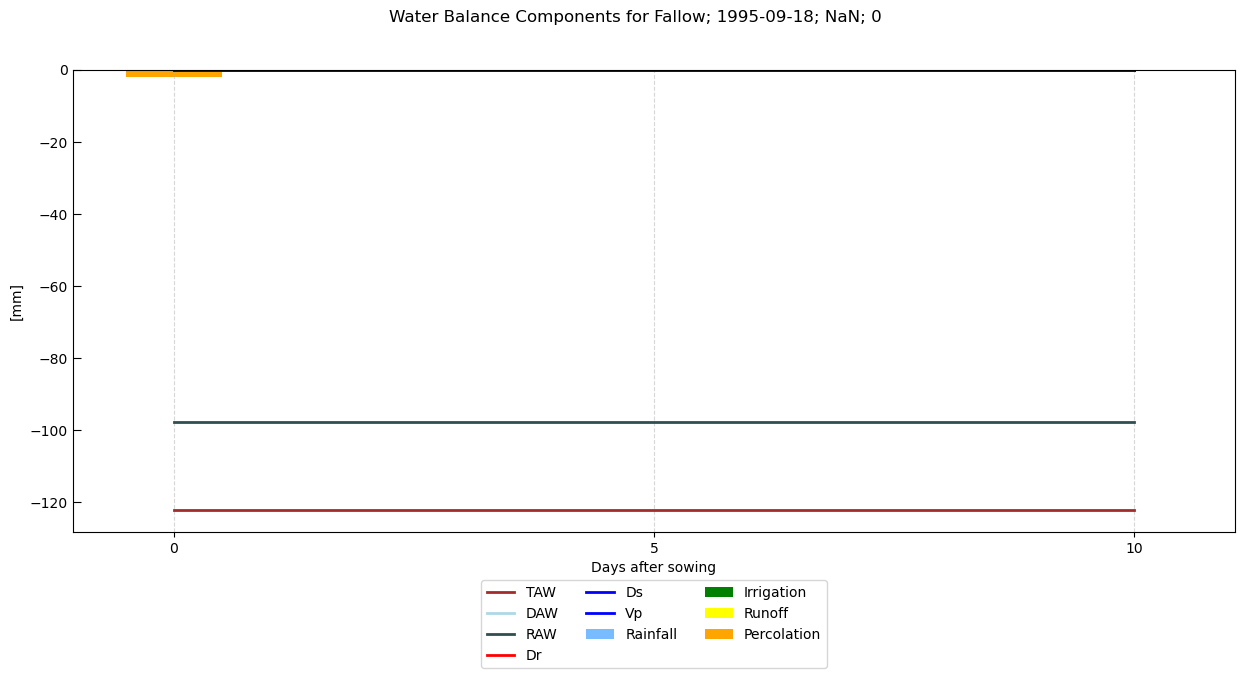 Water Balance Components for Fallow; 1995-09-18; NaN; 0
0
−20
−40
−60
−80
−100
−120
[mm]
0 5 10
Days after sowing
TAW Ds Irrigation
DAW Vp Runoff
RAW Rainfall Percolation
Dr